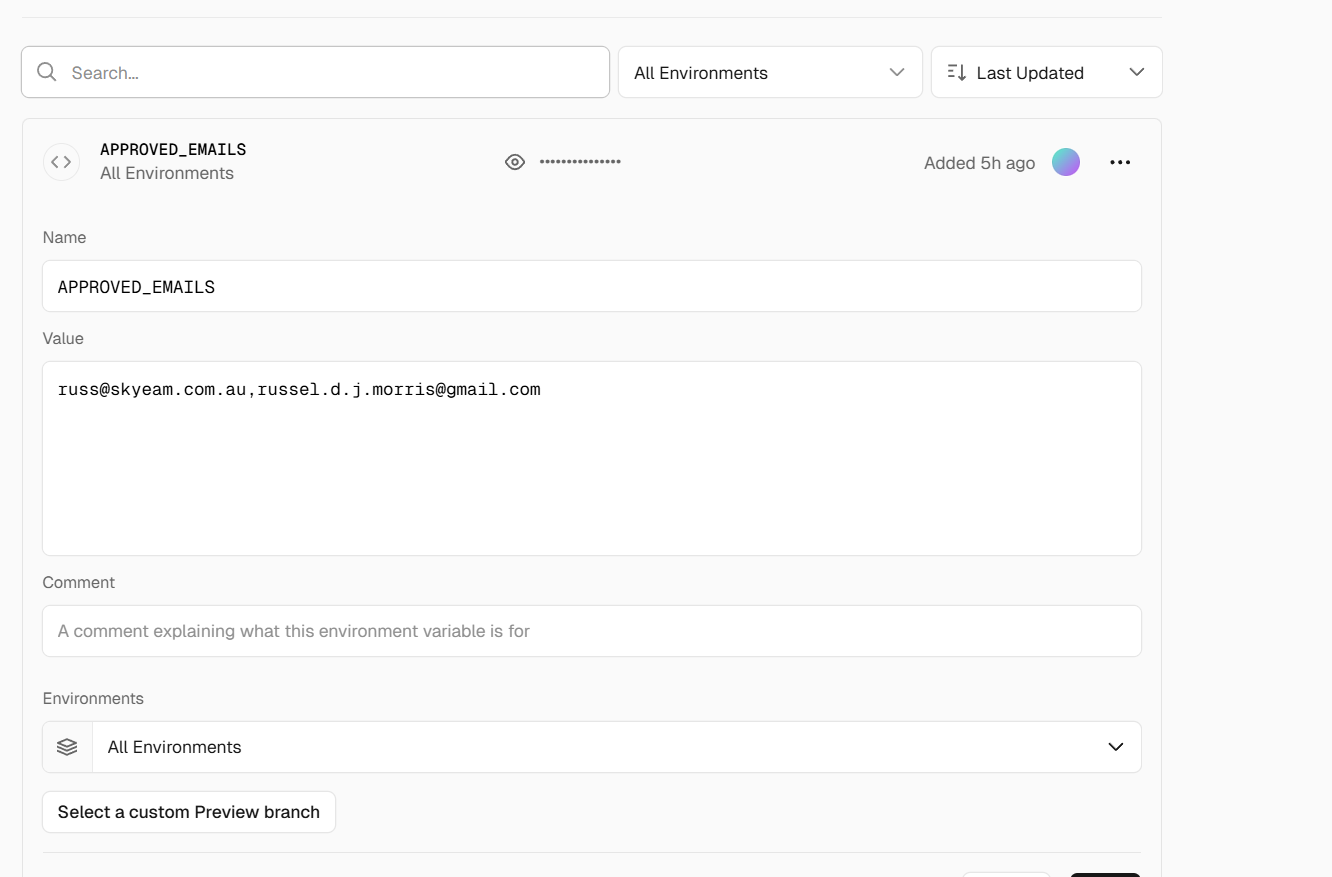 Search...
All Environments
Last Updated
APPROVED_EMAILS
All Environments
••••••••••••••
Added 5h ago
Name
APPROVED_EMAILS
Value
russ@skyeam.com.au,russel.d.j.morris@gmail.com
Comment
A comment explaining what this environment variable is for
Environments
All Environments
Select a custom Preview branch